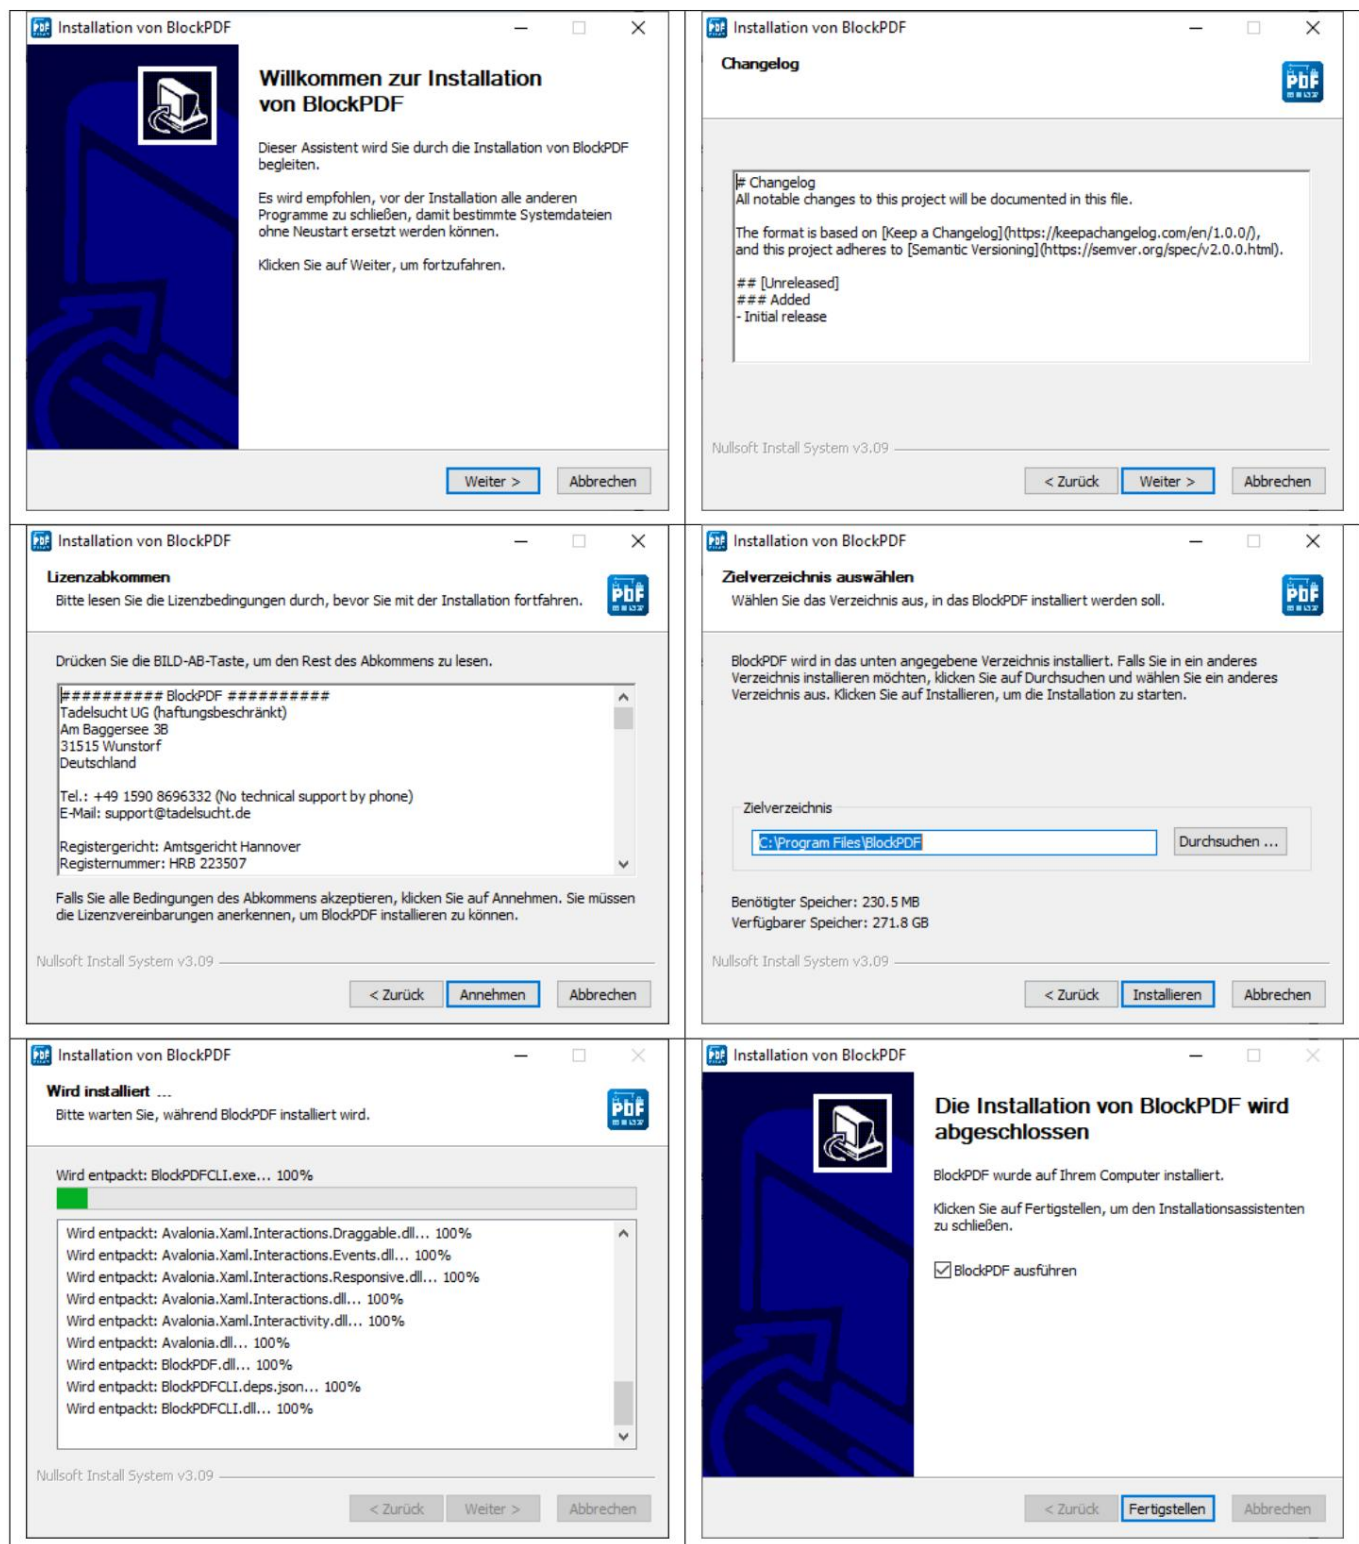 Installation von BlockPDF
Willkommen zur Installation
von BlockPDF
Dieser Assistent wird Sie durch die Installation von BlockPDF
begleiten.
Es wird empfohlen, vor der Installation alle anderen
Programme zu schließen, damit bestimmte Systemdateien
ohne Neustart ersetzt werden können.
Klicken Sie auf Weiter, um fortzufahren.
Weiter >
Abbrechen
Installation von BlockPDF
Changelog
PDF
# Changelog
All notable changes to this project will be documented in this file.
The format is based on [Keep a Changelog](https://keepachangelog.com/en/1.0.0/),
and this project adheres to [Semantic Versioning](https://semver.org/spec/v2.0.0.html).
## [Unreleased]
### Added
- Initial release
Nullsoft Install System v3.09
< Zurück
Weiter >
Abbrechen
Installation von BlockPDF
Lizenzabkommen
Bitte lesen Sie die Lizenzbedingungen durch, bevor Sie mit der Installation fortfahren.
PDF
Drücken Sie die BILD-AB-Taste, um den Rest des Abkommens zu lesen.
########## BlockPDF ##########
Tadelsucht UG (haftungsbeschränkt)
Am Baggersee 3B
31515 Wunstorf
Deutschland
Tel.: +49 1590 8696332 (No technical support by phone)
E-Mail: support@tadelsucht.de
Registergericht: Amtsgericht Hannover
Registernummer: HRB 223507
Falls Sie alle Bedingungen des Abkommens akzeptieren, klicken Sie auf Annehmen. Sie müssen
die Lizenzvereinbarungen anerkennen, um BlockPDF installieren zu können.
Nullsoft Install System v3.09
< Zurück
Annehmen
Abbrechen
Installation von BlockPDF
Zielverzeichnis auswählen
Wählen Sie das Verzeichnis aus, in das BlockPDF installiert werden soll.
PDF
BlockPDF wird in das unten angegebene Verzeichnis installiert. Falls Sie in ein anderes
Verzeichnis installieren möchten, klicken Sie auf Durchsuchen und wählen Sie ein anderes
Verzeichnis aus. Klicken Sie auf Installieren, um die Installation zu starten.
Zielverzeichnis
C:\Program Files\BlockPDF
Durchsuchen ...
Benötigter Speicher: 230.5 MB
Verfügbarer Speicher: 271.8 GB
Nullsoft Install System v3.09
< Zurück
Installieren
Abbrechen
Installation von BlockPDF
Wird installiert ...
Bitte warten Sie, während BlockPDF installiert wird.
PDF
Wird entpackt: BlockPDFCLI.exe... 100%
Wird entpackt: Avalonia.Xaml.Interactions.Draggable.dll... 100%
Wird entpackt: Avalonia.Xaml.Interactions.Events.dll... 100%
Wird entpackt: Avalonia.Xaml.Interactions.Responsive.dll... 100%
Wird entpackt: Avalonia.Xaml.Interactions.dll... 100%
Wird entpackt: Avalonia.Xaml.Interactivity.dll... 100%
Wird entpackt: Avalonia.dll... 100%
Wird entpackt: BlockPDF.dll... 100%
Wird entpackt: BlockPDFCLI.deps.json... 100%
Wird entpackt: BlockPDFCLI.dll... 100%
Nullsoft Install System v3.09
< Zurück
Weiter >
Abbrechen
Installation von BlockPDF
Die Installation von BlockPDF wird
abgeschlossen
BlockPDF wurde auf Ihrem Computer installiert.
Klicken Sie auf Fertigstellen, um den Installationsassistenten
zu schließen.
BlockPDF ausführen
< Zurück
Fertigstellen
Abbrechen